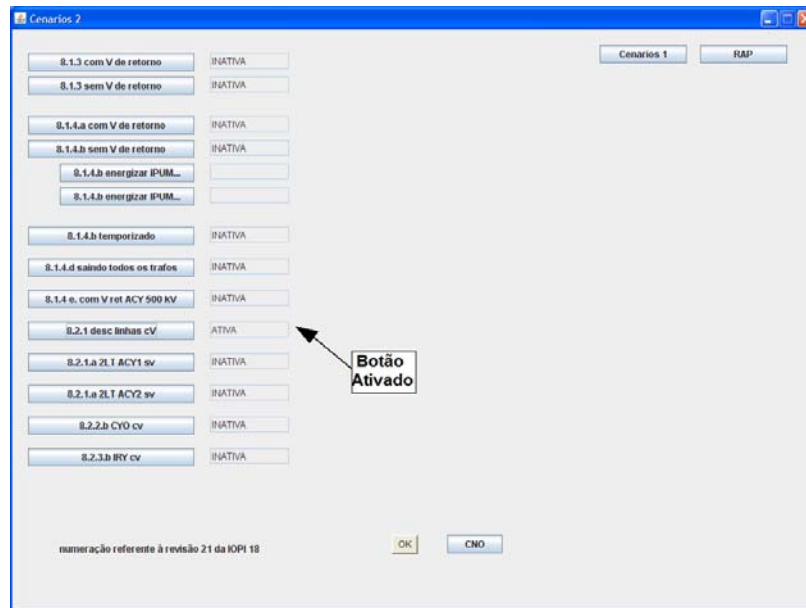 Cenarios 2
Cenarios 1 RAP
8.1.3 com V de retorno INATIVA
8.1.3 sem V de retorno INATIVA
8.1.4.a com V de retorno INATIVA
8.1.4.b sem V de retorno INATIVA
8.1.4.b energizar IPUM...
8.1.4.b energizar IPUM...
8.1.4.b temporizado INATIVA
8.1.4.d saindo todos os trafos INATIVA
8.1.4 e. com V ret ACY 500 kV INATIVA
8.2.1 desc linhas cV ATIVA
Botão
Ativado
8.2.1.a 2LT ACY1 sv INATIVA
8.2.1.e 2LT ACY2 sv INATIVA
8.2.2.b CYO cv INATIVA
8.2.3.b IRY cv INATIVA
numeração referente à revisão 21 da IOPI 18
OK CNO